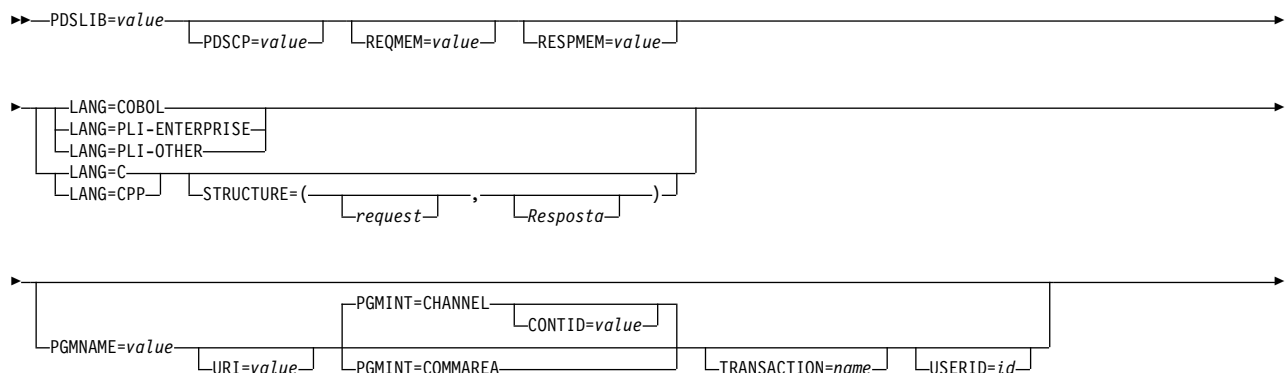 PDSLIB=value
PDSCP=value
REQMEM=value
RESPMEM=value
LANG=COBOL
LANG=PLI-ENTERPRISE
LANG=PLI-OTHER
LANG=C
LANG=CPP
STRUCTURE=( , )
request
Resposta
PGMINT=CHANNEL
CONTID=value
PGMNAME=value
URI=value
PGMINT=COMMAREA
TRANSACTION=name
USERID=id